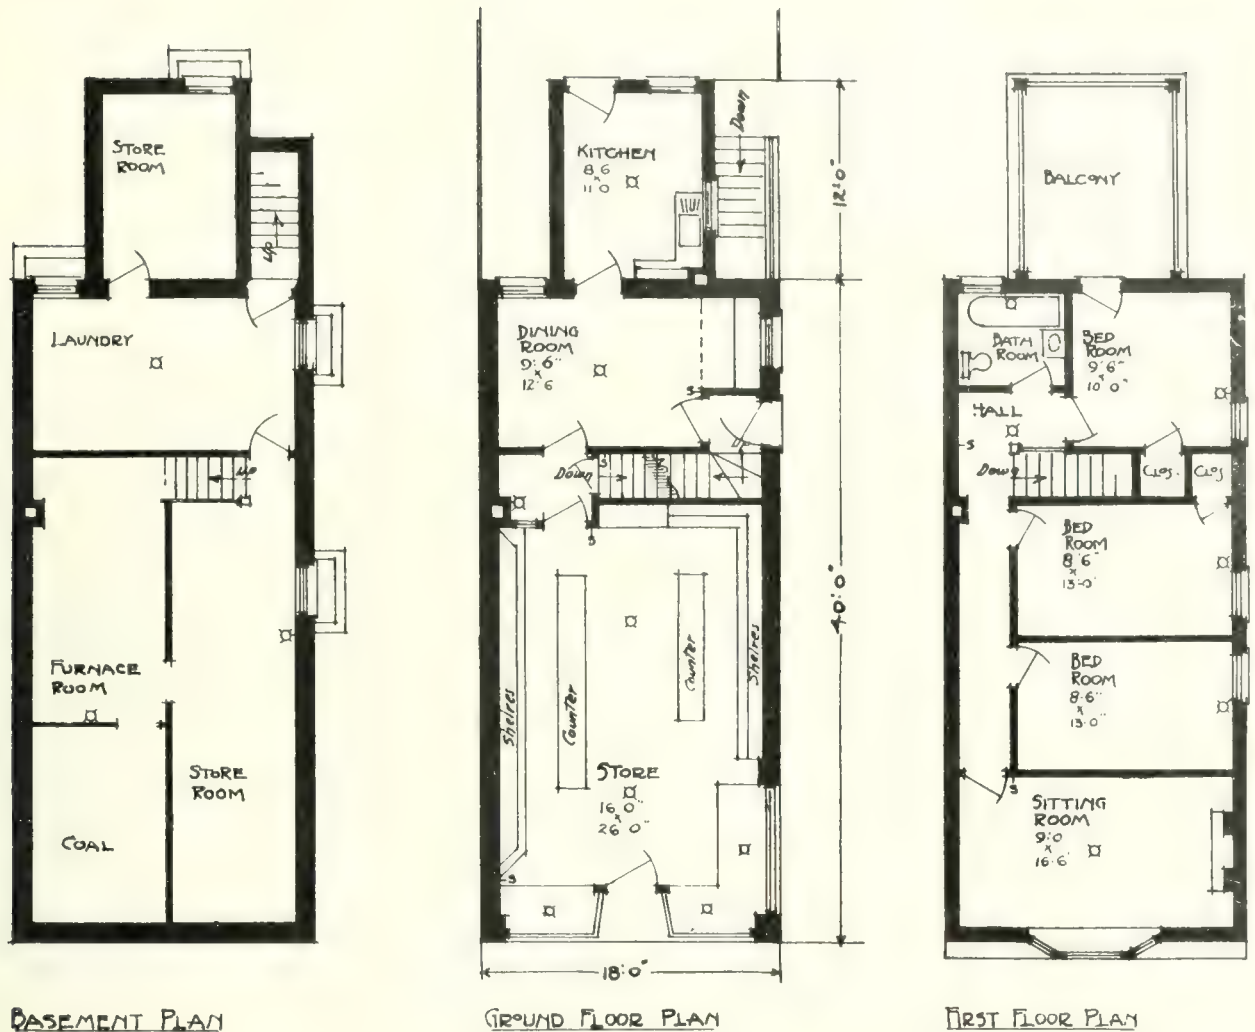 STORE
ROOM
UP
LAUNDRY
UP
FURNACE
ROOM
STORE
ROOM
COAL
BASEMENT PLAN
Down
KITCHEN
8'6
x
11'0
12'0"
DINING
ROOM
9'6"
x
12'6
S
S
S
Down
S
Shelves
Counter
Counter
Shelves
40'0"
STORE
16'0"
x
26'0"
S
18'0"
GROUND FLOOR PLAN
BALCONY
BATH
ROOM
BED
ROOM
9'6"
x
10'0"
HALL
S
Down
CLOS.
CLOS
BED
ROOM
8'6"
x
13'0"
BED
ROOM
8'6"
x
13'0"
S
SITTING
ROOM
9'0
x
16'6"
FIRST FLOOR PLAN